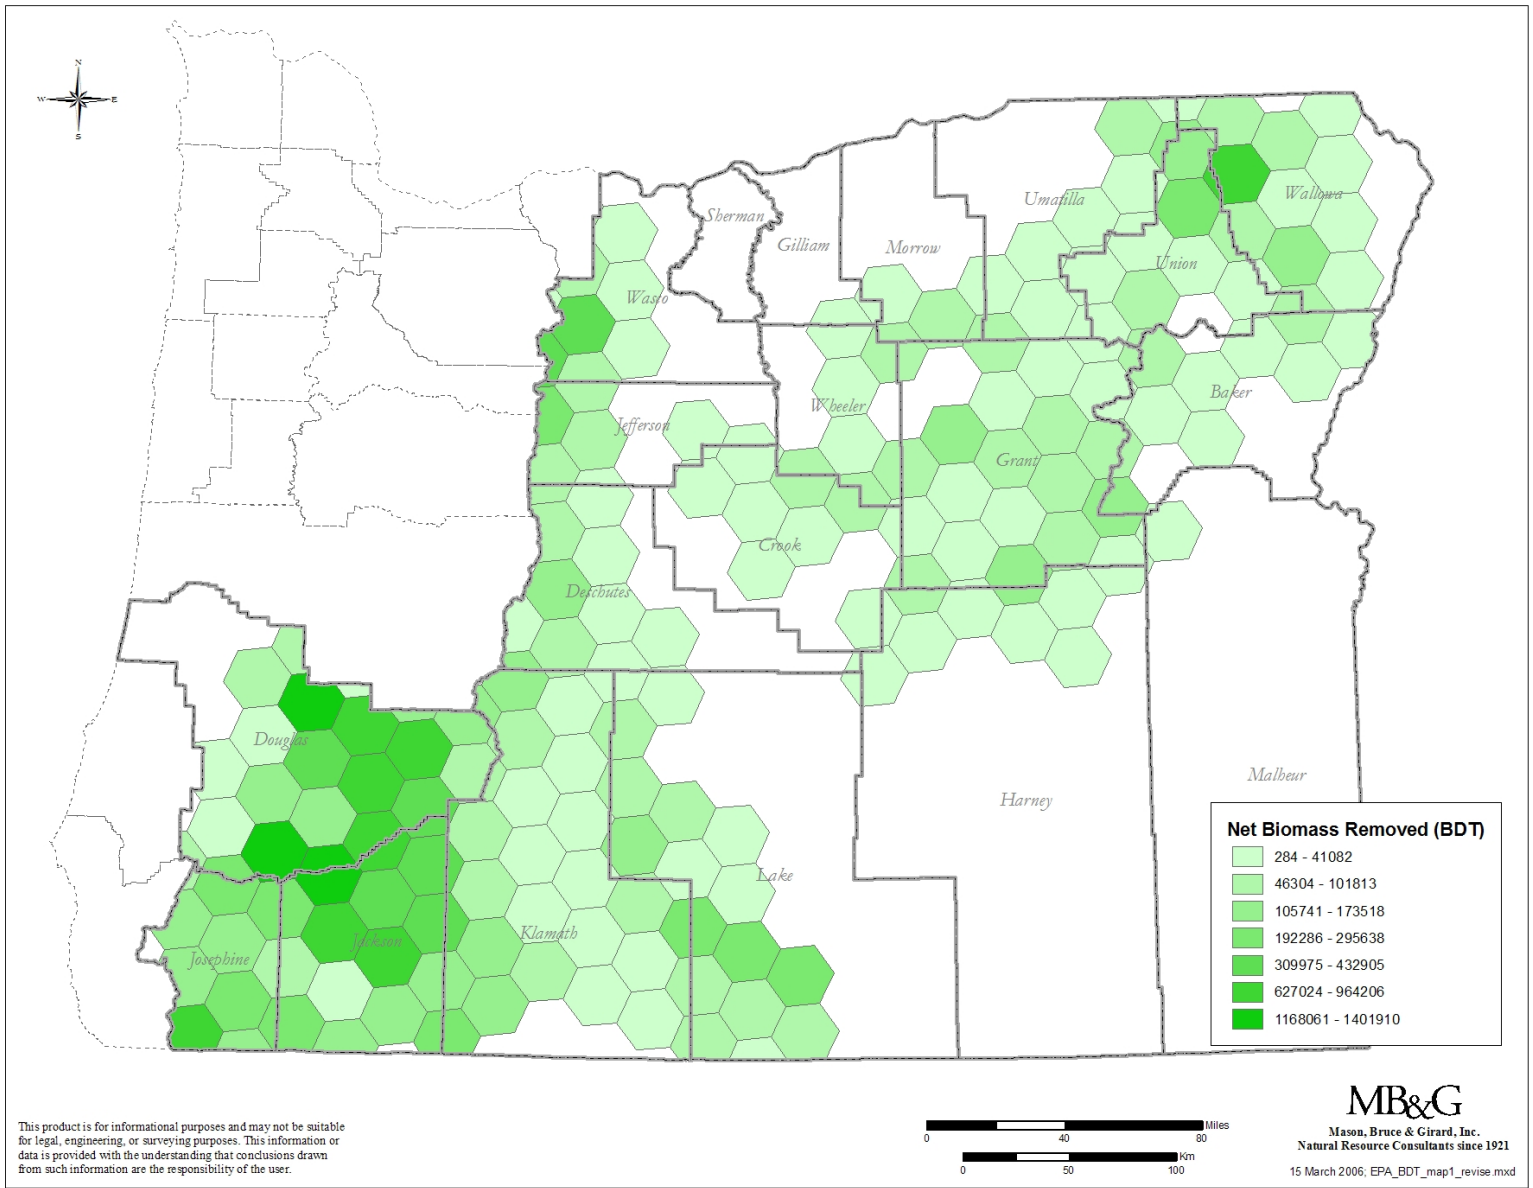 N
W E
S
Sherman
Wallowa
Umatilla
Gilliam
Morrow
Union
Wasco
Baker
Wheeler
Jefferson
Grant
Crook
Deschutes
Douglas
Malheur
Harney
Lake
Klamath
Jackson
Josephine
Net Biomass Removed (BDT)
284 - 41082
46304 - 101813
105741 - 173518
192286 - 295638
309975 - 432905
627024 - 964206
1168061 - 1401910
This product is for informational purposes and may not be suitable
for legal, engineering, or surveying purposes. This information or
data is provided with the understanding that conclusions drawn
from such information are the responsibility of the user.
Miles
0 40 80
Km
0 50 100
MB&G
Mason, Bruce & Girard, Inc.
Natural Resource Consultants since 1921
15 March 2006; EPA_BDT_map1_revise.mxd